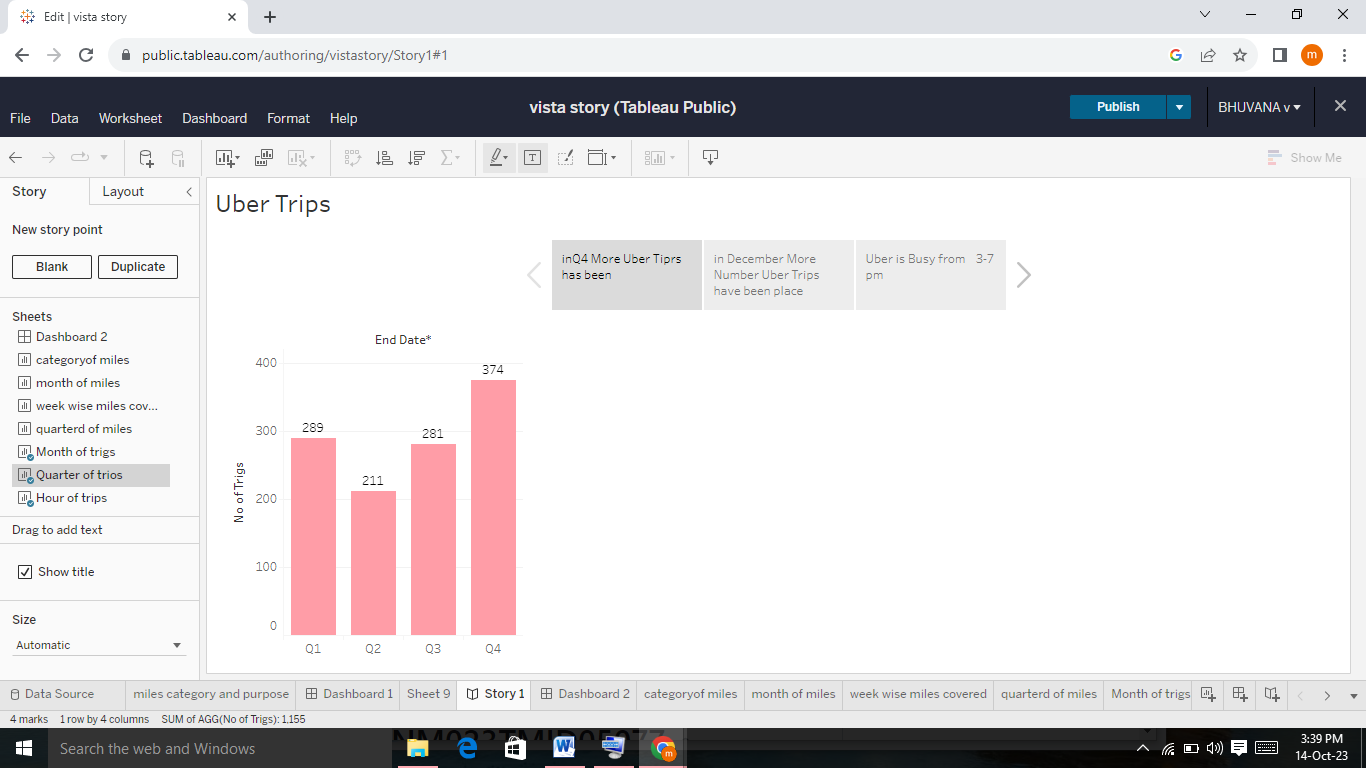 Edit | vista story
public.tableau.com/authoring/vistastory/Story1#1
m
vista story (Tableau Public)
Publish
BHUVANA v
File Data Worksheet Dashboard Format Help
Show Me
Story Layout
New story point
Blank Duplicate
Sheets
Dashboard 2
categoryof miles
month of miles
week wise miles cov...
quarterd of miles
Month of trigs
Quarter of trios
Hour of trips
Drag to add text
Show title
Size
Automatic
Uber Trips
inQ4 More Uber Tiprs
has been
in December More
Number Uber Trips
have been place
Uber is Busy from 3-7
pm
End Date*
No of Trigs
400
300
200
100
0
289
211
281
374
Q1 Q2 Q3 Q4
Data Source miles category and purpose Dashboard 1 Sheet 9 Story 1 Dashboard 2 categoryof miles month of miles week wise miles covered quarterd of miles Month of trigs
4 marks 1 row by 4 columns SUM of AGG(No of Trigs): 1,155
Search the web and Windows
m
3:39 PM
14-Oct-23